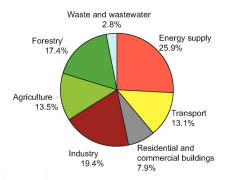 Waste and wastewater
2.8%
Energy supply
25.9%
Forestry
17.4%
Agriculture
13.5%
Transport
13.1%
Industry
19.4%
Residential and
commercial buildings
7.9%